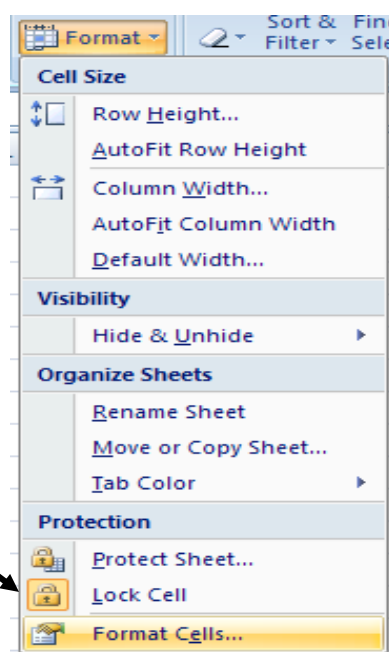 Format
Sort &
Filter
Cell Size
Row Height...
AutoFit Row Height
Column Width...
AutoFit Column Width
Default Width...
Visibility
Hide & Unhide
Organize Sheets
Rename Sheet
Move or Copy Sheet...
Tab Color
Protection
Protect Sheet...
Lock Cell
Format Cells...